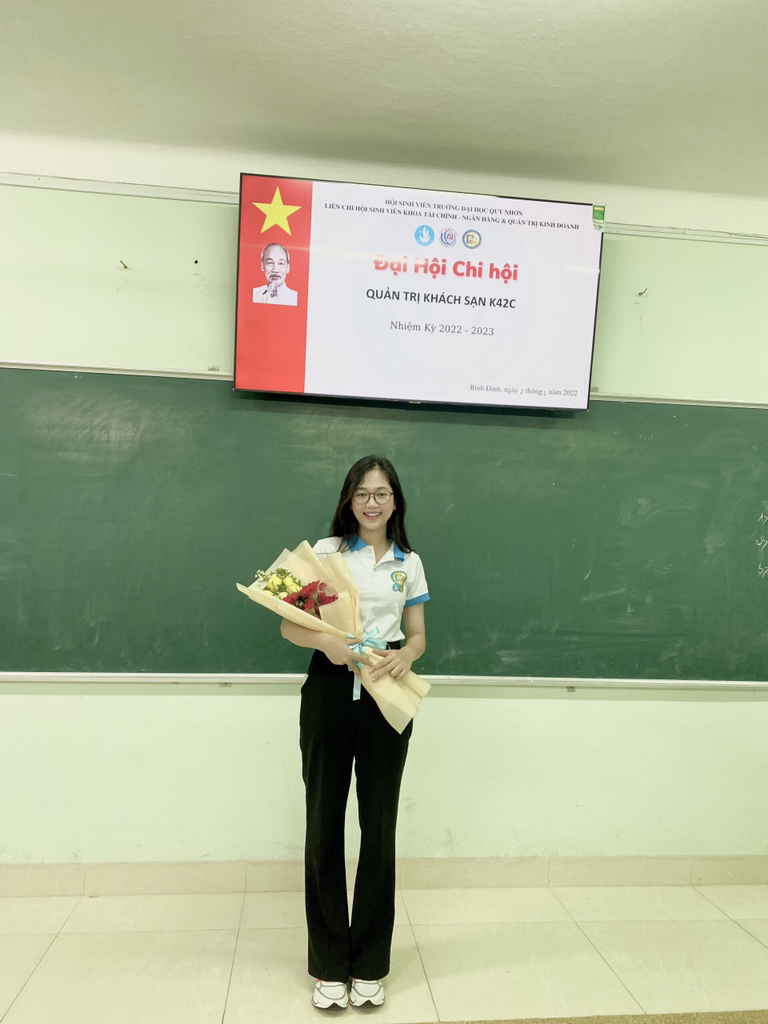 HỘI SINH VIÊN TRƯỜNG ĐẠI HỌC QUY NHƠN
LIÊN CHI HỘI SINH VIÊN KHOA TÀI CHÍNH - NGÂN HÀNG & QUẢN TRỊ KINH DOANH
Đại Hội Chi hội
QUẢN TRỊ KHÁCH SẠN K42C
Nhiệm Kỳ 2022 - 2023
Bình Định, ngày 2 tháng 1 năm 2022